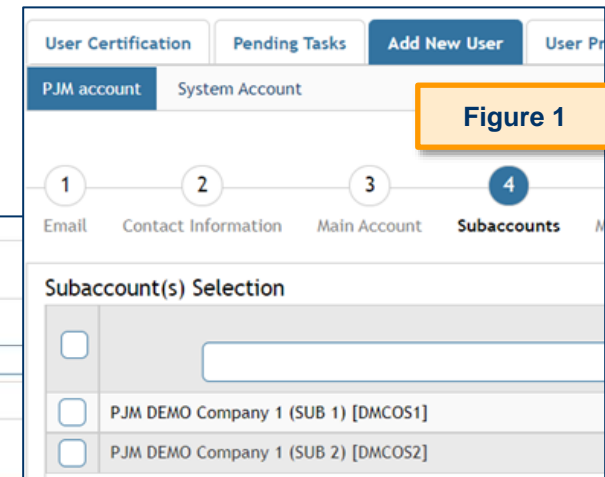 User Certification Pending Tasks Add New User User Pr
PJM account System Account
Figure 1
1 2 3 4
Email Contact Information Main Account Subaccounts M
Subaccount(s) Selection
PJM DEMO Company 1 (SUB 1) [DMCOS1]
PJM DEMO Company 1 (SUB 2) [DMCOS2]